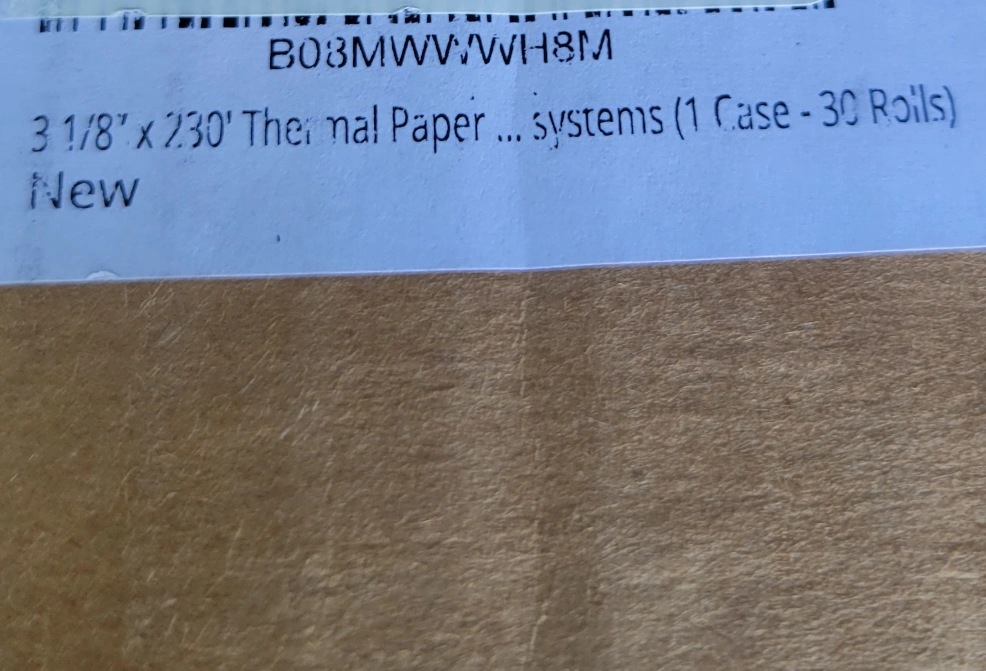 B08MWVWH8M
3 1/8" x 230' Thermal Paper ... systems (1 Case - 30 Rolls)
New